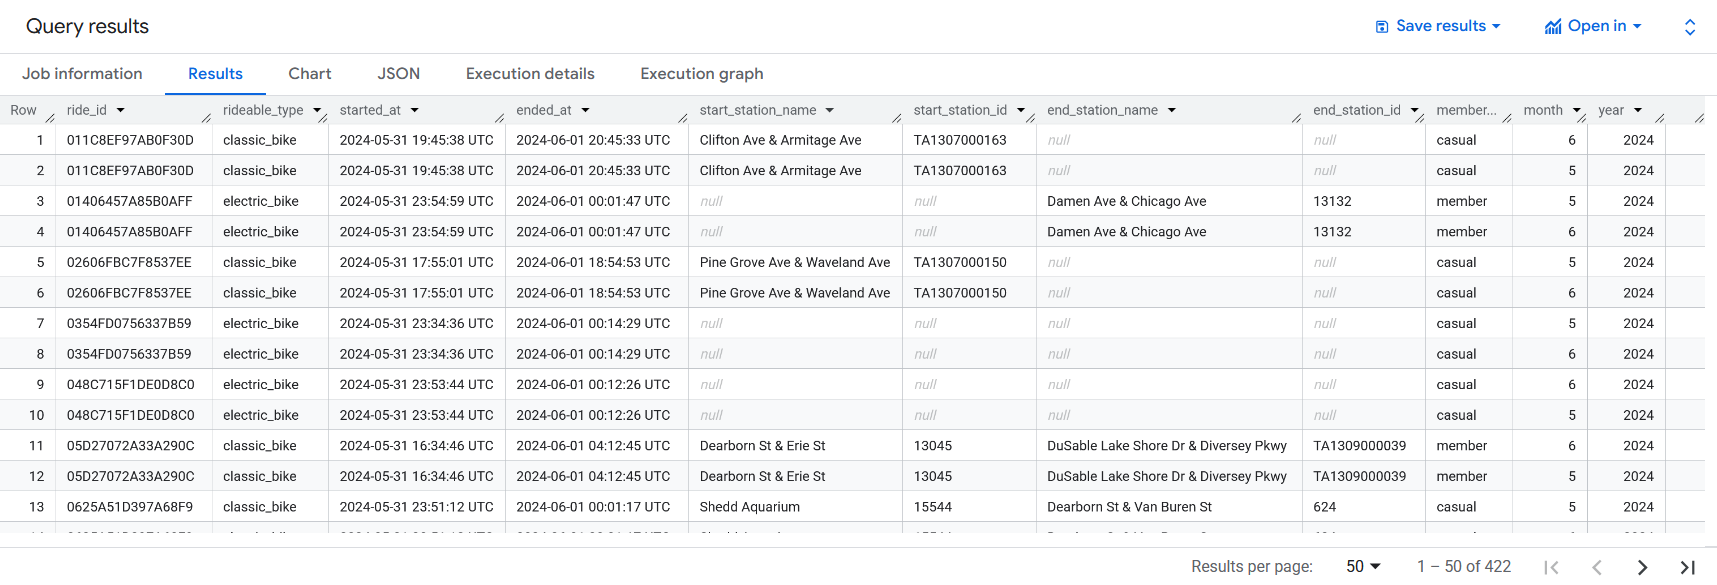 Query results Save results Open in
Job information Results Chart JSON Execution details Execution graph
Row ride_id rideable_type started_at ended_at start_station_name start_station_id end_station_name end_station_id member... month year
1 011C8EF97AB0F30D classic_bike 2024-05-31 19:45:38 UTC 2024-06-01 20:45:33 UTC Clifton Ave & Armitage Ave TA1307000163 null null casual 6 2024
2 011C8EF97AB0F30D classic_bike 2024-05-31 19:45:38 UTC 2024-06-01 20:45:33 UTC Clifton Ave & Armitage Ave TA1307000163 null null casual 5 2024
3 01406457A85B0AFF electric_bike 2024-05-31 23:54:59 UTC 2024-06-01 00:01:47 UTC null null Damen Ave & Chicago Ave 13132 member 5 2024
4 01406457A85B0AFF electric_bike 2024-05-31 23:54:59 UTC 2024-06-01 00:01:47 UTC null null Damen Ave & Chicago Ave 13132 member 6 2024
5 02606FBC7F8537EE classic_bike 2024-05-31 17:55:01 UTC 2024-06-01 18:54:53 UTC Pine Grove Ave & Waveland Ave TA1307000150 null null casual 5 2024
6 02606FBC7F8537EE classic_bike 2024-05-31 17:55:01 UTC 2024-06-01 18:54:53 UTC Pine Grove Ave & Waveland Ave TA1307000150 null null casual 6 2024
7 0354FD0756337B59 electric_bike 2024-05-31 23:34:36 UTC 2024-06-01 00:14:29 UTC null null null null casual 5 2024
8 0354FD0756337B59 electric_bike 2024-05-31 23:34:36 UTC 2024-06-01 00:14:29 UTC null null null null casual 6 2024
9 048C715F1DE0D8C0 electric_bike 2024-05-31 23:53:44 UTC 2024-06-01 00:12:26 UTC null null null null casual 6 2024
10 048C715F1DE0D8C0 electric_bike 2024-05-31 23:53:44 UTC 2024-06-01 00:12:26 UTC null null null null casual 5 2024
11 05D27072A33A290C classic_bike 2024-05-31 16:34:46 UTC 2024-06-01 04:12:45 UTC Dearborn St & Erie St 13045 DuSable Lake Shore Dr & Diversey Pkwy TA1309000039 member 6 2024
12 05D27072A33A290C classic_bike 2024-05-31 16:34:46 UTC 2024-06-01 04:12:45 UTC Dearborn St & Erie St 13045 DuSable Lake Shore Dr & Diversey Pkwy TA1309000039 member 5 2024
13 0625A51D397A68F9 classic_bike 2024-05-31 23:51:12 UTC 2024-06-01 00:01:17 UTC Shedd Aquarium 15544 Dearborn St & Van Buren St 624 casual 5 2024
Results per page: 50 1 – 50 of 422